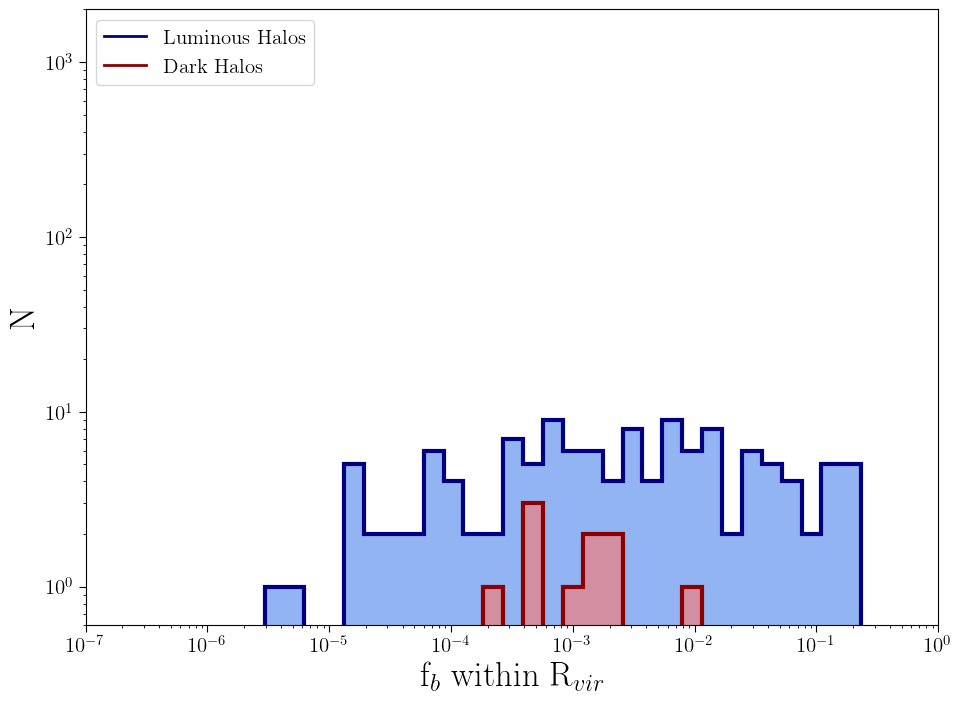 Luminous Halos
Dark Halos
10³
10²
10¹
10⁰
N
10⁻⁷ 10⁻⁶ 10⁻⁵ 10⁻⁴ 10⁻³ 10⁻² 10⁻¹ 10⁰
f_b within R_vir